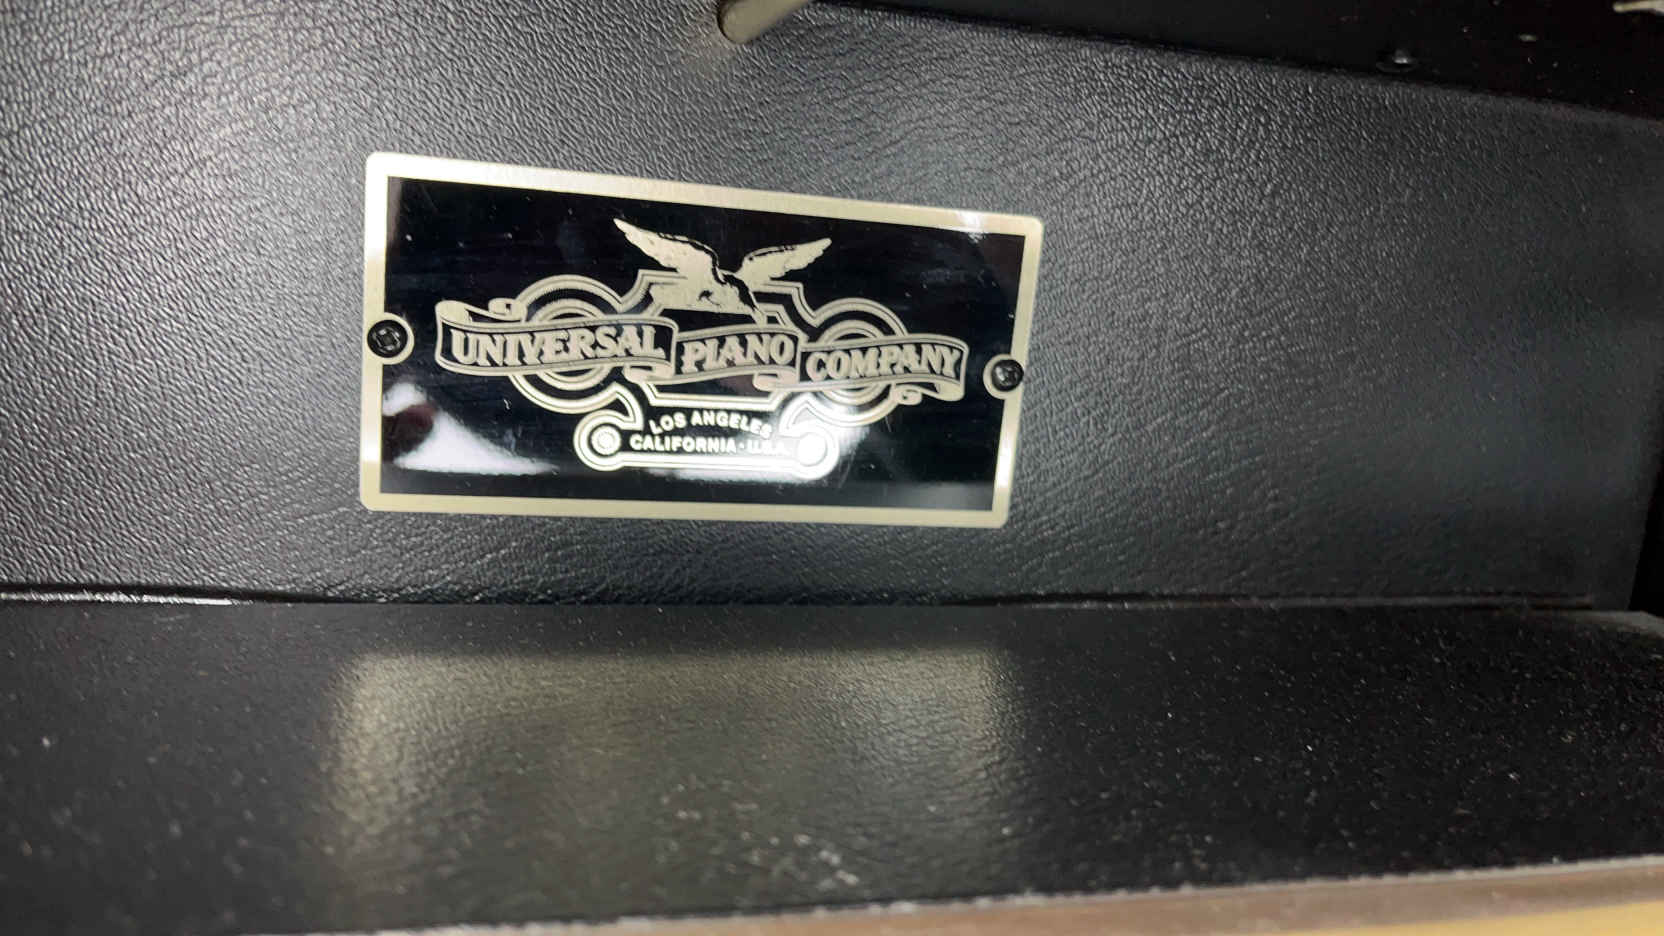 UNIVERSAL PIANO COMPANY
LOS ANGELES
CALIFORNIA · U.S.A.